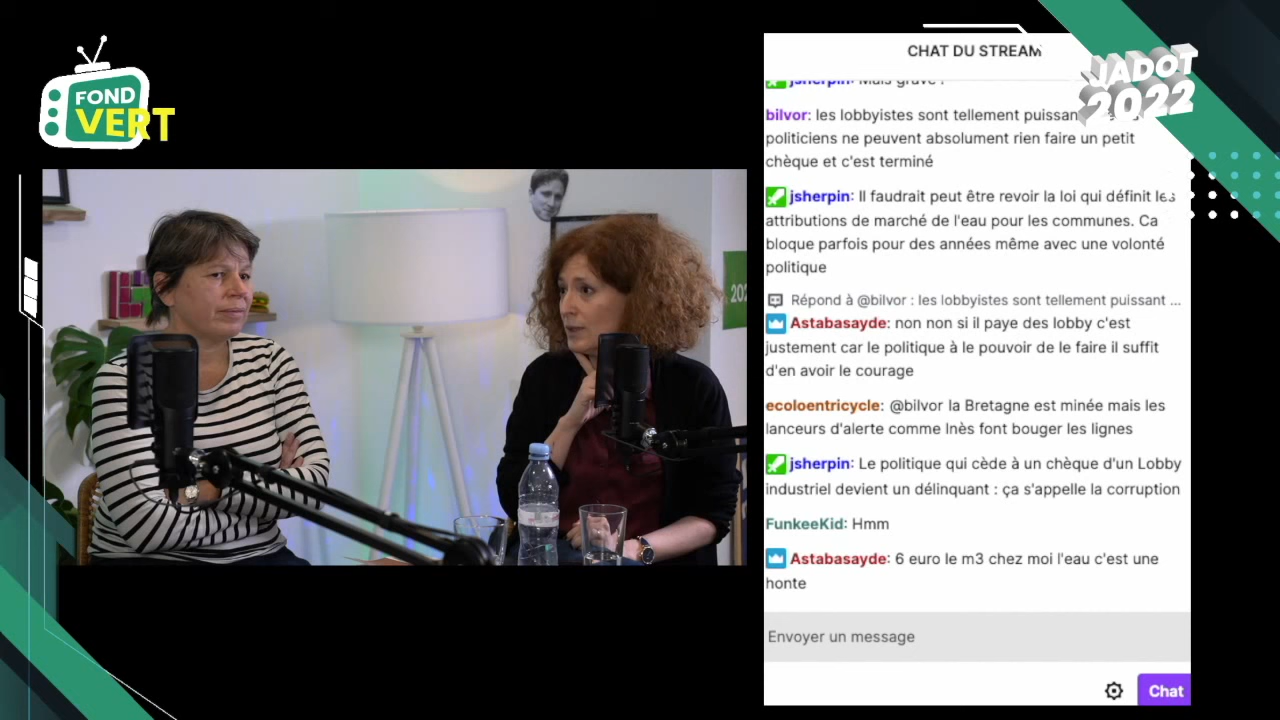 FOND
VERT
CHAT DU STREAM
JADOT
2022
jsherpin: Mais grave !
bilvor: les lobbyistes sont tellement puissan
politiciens ne peuvent absolument rien faire un petit
chèque et c'est terminé
jsherpin: Il faudrait peut être revoir la loi qui définit les
attributions de marché de l'eau pour les communes. Ca
bloque parfois pour des années même avec une volonté
politique
Répond à @bilvor : les lobbyistes sont tellement puissant ...
Astabasayde: non non si il paye des lobby c'est
justement car le politique à le pouvoir de le faire il suffit
d'en avoir le courage
ecoloentricycle: @bilvor la Bretagne est minée mais les
lanceurs d'alerte comme Inès font bouger les lignes
jsherpin: Le politique qui cède à un chèque d'un Lobby
industriel devient un délinquant : ça s'appelle la corruption
FunkeeKid: Hmm
Astabasayde: 6 euro le m3 chez moi l'eau c'est une
honte
Envoyer un message
Chat